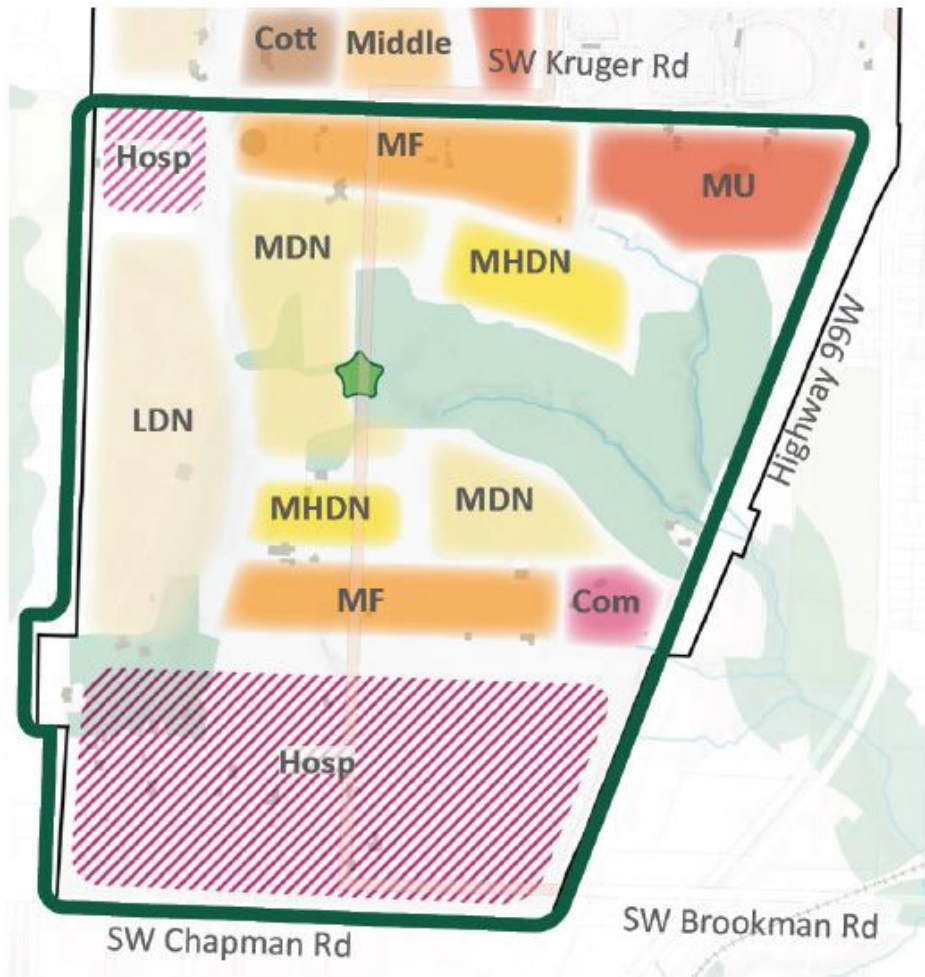 Cott
Middle
SW Kruger Rd
Hosp
MF
MU
MDN
MHDN
Highway 99W
LDN
MHDN
MDN
MF
Com
Hosp
SW Chapman Rd
SW Brookman Rd